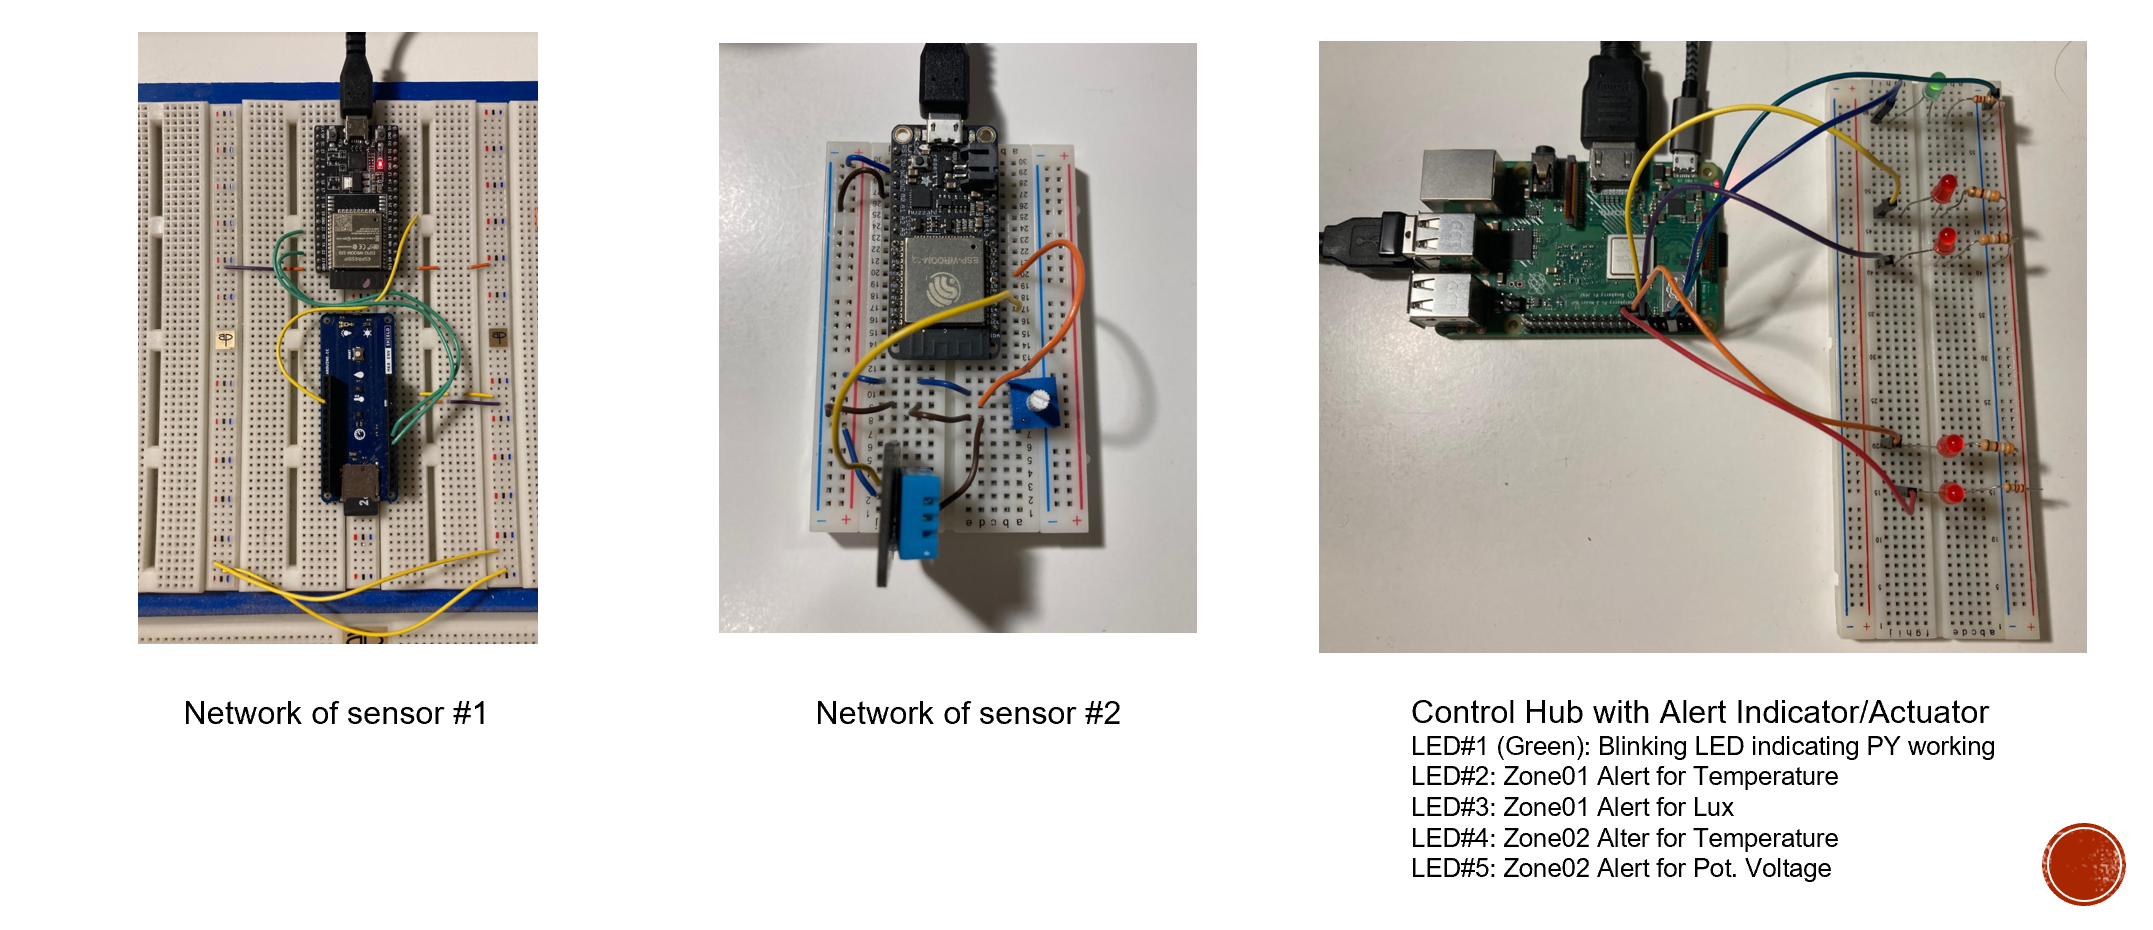 Network of sensor #1
Network of sensor #2
Control Hub with Alert Indicator/Actuator
LED#1 (Green): Blinking LED indicating PY working
LED#2: Zone01 Alert for Temperature
LED#3: Zone01 Alert for Lux
LED#4: Zone02 Alter for Temperature
LED#5: Zone02 Alert for Pot. Voltage